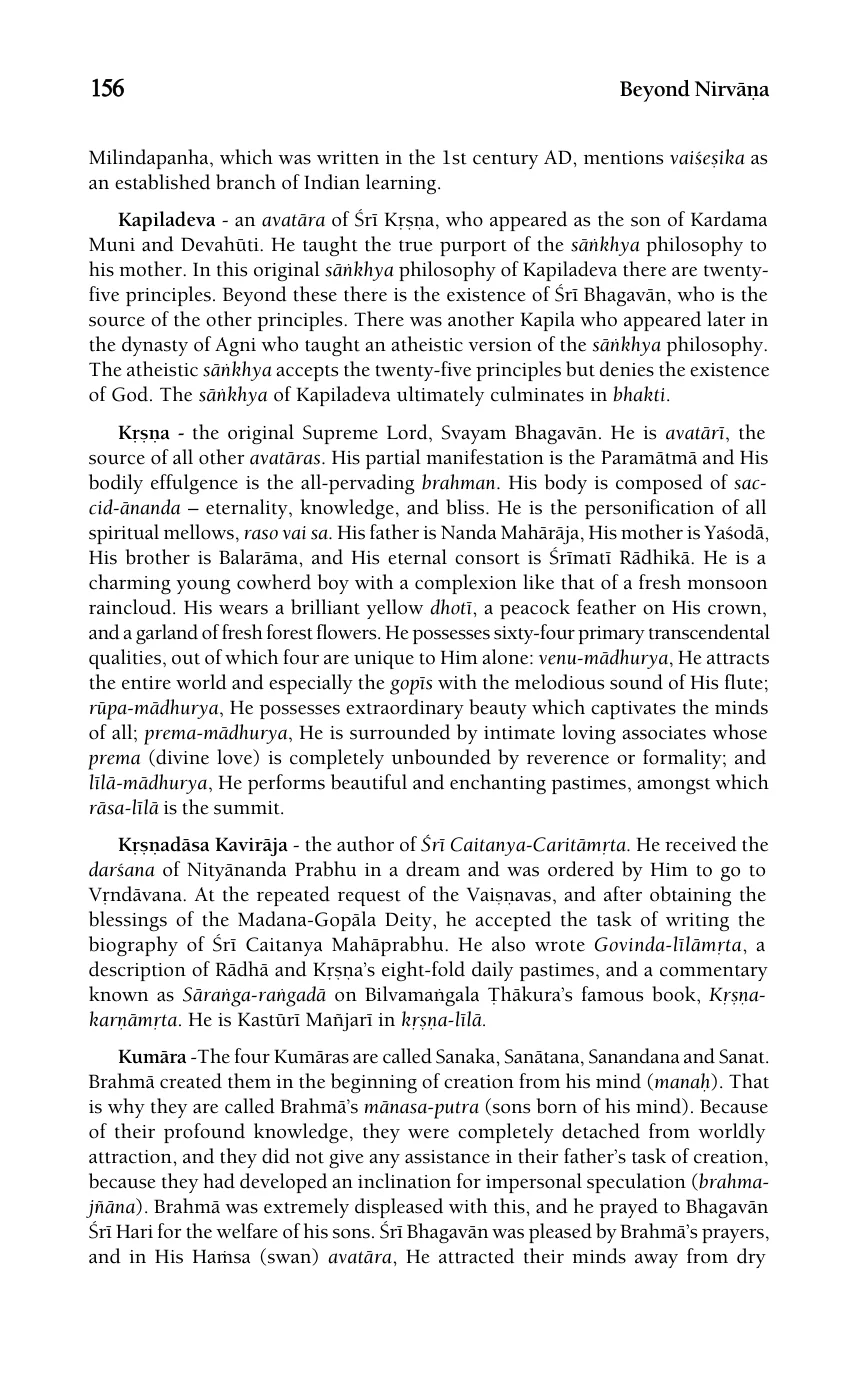 156 Beyond Nirvāṇa
Milindapanha, which was written in the 1st century AD, mentions vaiśeṣika as
an established branch of Indian learning.
Kapiladeva - an avatāra of Śrī Kṛṣṇa, who appeared as the son of Kardama
Muni and Devahūti. He taught the true purport of the sāṅkhya philosophy to
his mother. In this original sāṅkhya philosophy of Kapiladeva there are twenty-
five principles. Beyond these there is the existence of Śrī Bhagavān, who is the
source of the other principles. There was another Kapila who appeared later in
the dynasty of Agni who taught an atheistic version of the sāṅkhya philosophy.
The atheistic sāṅkhya accepts the twenty-five principles but denies the existence
of God. The sāṅkhya of Kapiladeva ultimately culminates in bhakti.
Kṛṣṇa - the original Supreme Lord, Svayam Bhagavān. He is avatārī, the
source of all other avatāras. His partial manifestation is the Paramātmā and His
bodily effulgence is the all-pervading brahman. His body is composed of sac-
cid-ānanda – eternality, knowledge, and bliss. He is the personification of all
spiritual mellows, raso vai sa. His father is Nanda Mahārāja, His mother is Yaśodā,
His brother is Balarāma, and His eternal consort is Śrīmatī Rādhikā. He is a
charming young cowherd boy with a complexion like that of a fresh monsoon
raincloud. His wears a brilliant yellow dhotī, a peacock feather on His crown,
and a garland of fresh forest flowers. He possesses sixty-four primary transcendental
qualities, out of which four are unique to Him alone: venu-mādhurya, He attracts
the entire world and especially the gopīs with the melodious sound of His flute;
rūpa-mādhurya, He possesses extraordinary beauty which captivates the minds
of all; prema-mādhurya, He is surrounded by intimate loving associates whose
prema (divine love) is completely unbounded by reverence or formality; and
līlā-mādhurya, He performs beautiful and enchanting pastimes, amongst which
rāsa-līlā is the summit.
Kṛṣṇadāsa Kavirāja - the author of Śrī Caitanya-Caritāmṛta. He received the
darśana of Nityānanda Prabhu in a dream and was ordered by Him to go to
Vṛndāvana. At the repeated request of the Vaiṣṇavas, and after obtaining the
blessings of the Madana-Gopāla Deity, he accepted the task of writing the
biography of Śrī Caitanya Mahāprabhu. He also wrote Govinda-līlāmṛta, a
description of Rādhā and Kṛṣṇa’s eight-fold daily pastimes, and a commentary
known as Sāraṅga-raṅgadā on Bilvamaṅgala Ṭhākura’s famous book, Kṛṣṇa-
karṇāmṛta. He is Kastūrī Mañjarī in kṛṣṇa-līlā.
Kumāra -The four Kumāras are called Sanaka, Sanātana, Sanandana and Sanat.
Brahmā created them in the beginning of creation from his mind (manaḥ). That
is why they are called Brahmā’s mānasa-putra (sons born of his mind). Because
of their profound knowledge, they were completely detached from worldly
attraction, and they did not give any assistance in their father’s task of creation,
because they had developed an inclination for impersonal speculation (brahma-
jñāna). Brahmā was extremely displeased with this, and he prayed to Bhagavān
Śrī Hari for the welfare of his sons. Śrī Bhagavān was pleased by Brahmā’s prayers,
and in His Haṁsa (swan) avatāra, He attracted their minds away from dry